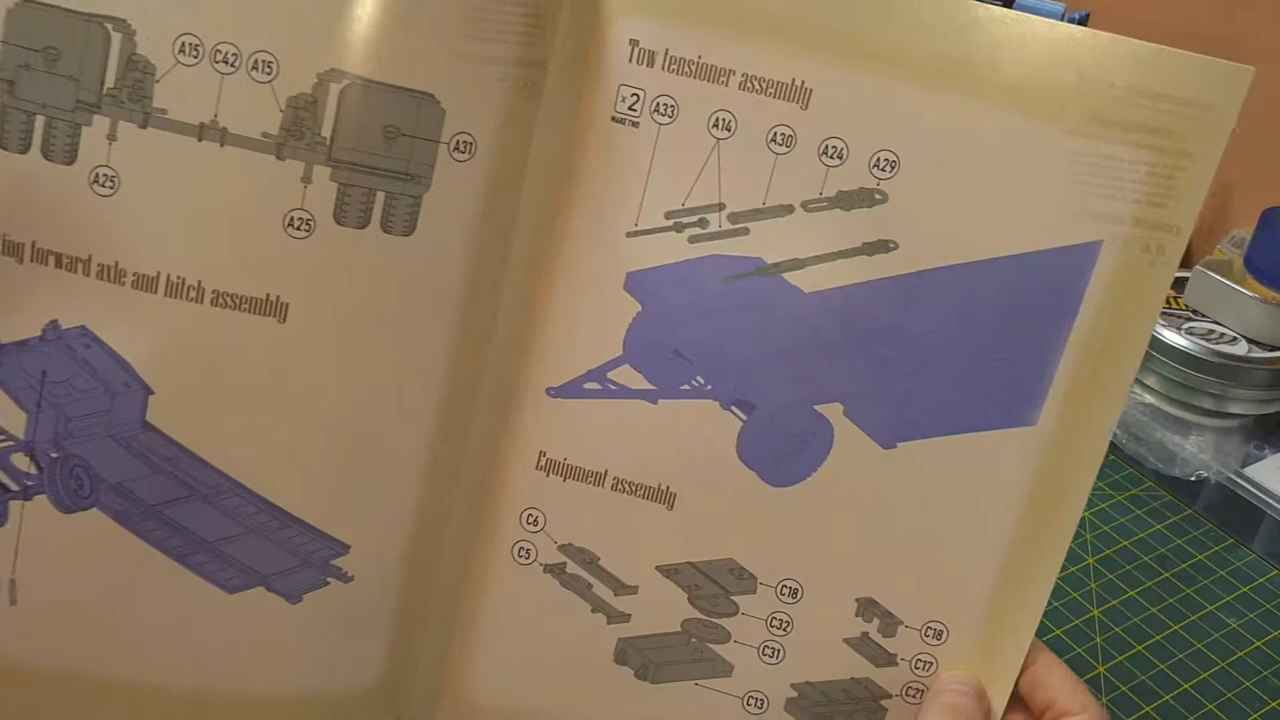 A15
C42
A15
A31
A25
A25
ing forward axle and hitch assembly
Tow tensioner assembly
x2
MAKE TWO
A33
A14
A30
A24
A29
Equipment assembly
C6
C5
C18
C32
C31
C13
C18
C17
C21